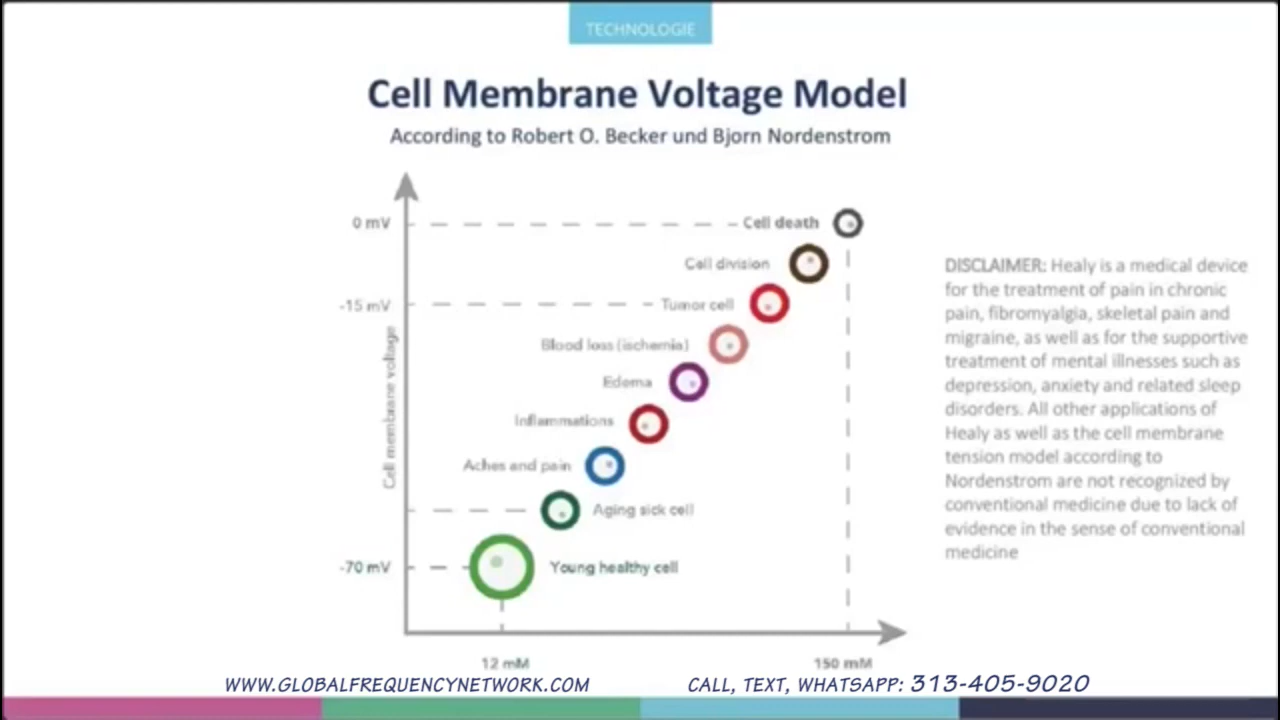 TECHNOLOGIE
Cell Membrane Voltage Model
According to Robert O. Becker und Bjorn Nordenstrom
0 mV
Cell death
Cell division
-15 mV
Tumor cell
Blood loss (ischemia)
Edema
Inflammations
Aches and pain
Aging sick cell
-70 mV
Young healthy cell
Cell membrane voltage
12 mM
150 mM
DISCLAIMER: Healy is a medical device
for the treatment of pain in chronic
pain, fibromyalgia, skeletal pain and
migraine, as well as for the supportive
treatment of mental illnesses such as
depression, anxiety and related sleep
disorders. All other applications of
Healy as well as the cell membrane
tension model according to
Nordenstrom are not recognized by
conventional medicine due to lack of
evidence in the sense of conventional
medicine
WWW.GLOBALFREQUENCYNETWORK.COM
CALL, TEXT, WHATSAPP: 313-405-9020